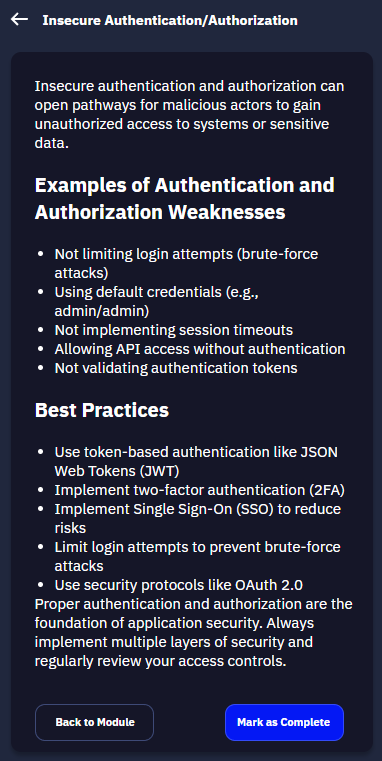 Insecure Authentication/Authorization
Insecure authentication and authorization can
open pathways for malicious actors to gain
unauthorized access to systems or sensitive
data.
Examples of Authentication and
Authorization Weaknesses
• Not limiting login attempts (brute-force
attacks)
• Using default credentials (e.g.,
admin/admin)
• Not implementing session timeouts
• Allowing API access without authentication
• Not validating authentication tokens
Best Practices
• Use token-based authentication like JSON
Web Tokens (JWT)
• Implement two-factor authentication (2FA)
• Implement Single Sign-On (SSO) to reduce
risks
• Limit login attempts to prevent brute-force
attacks
• Use security protocols like OAuth 2.0
Proper authentication and authorization are the
foundation of application security. Always
implement multiple layers of security and
regularly review your access controls.
Back to Module
Mark as Complete